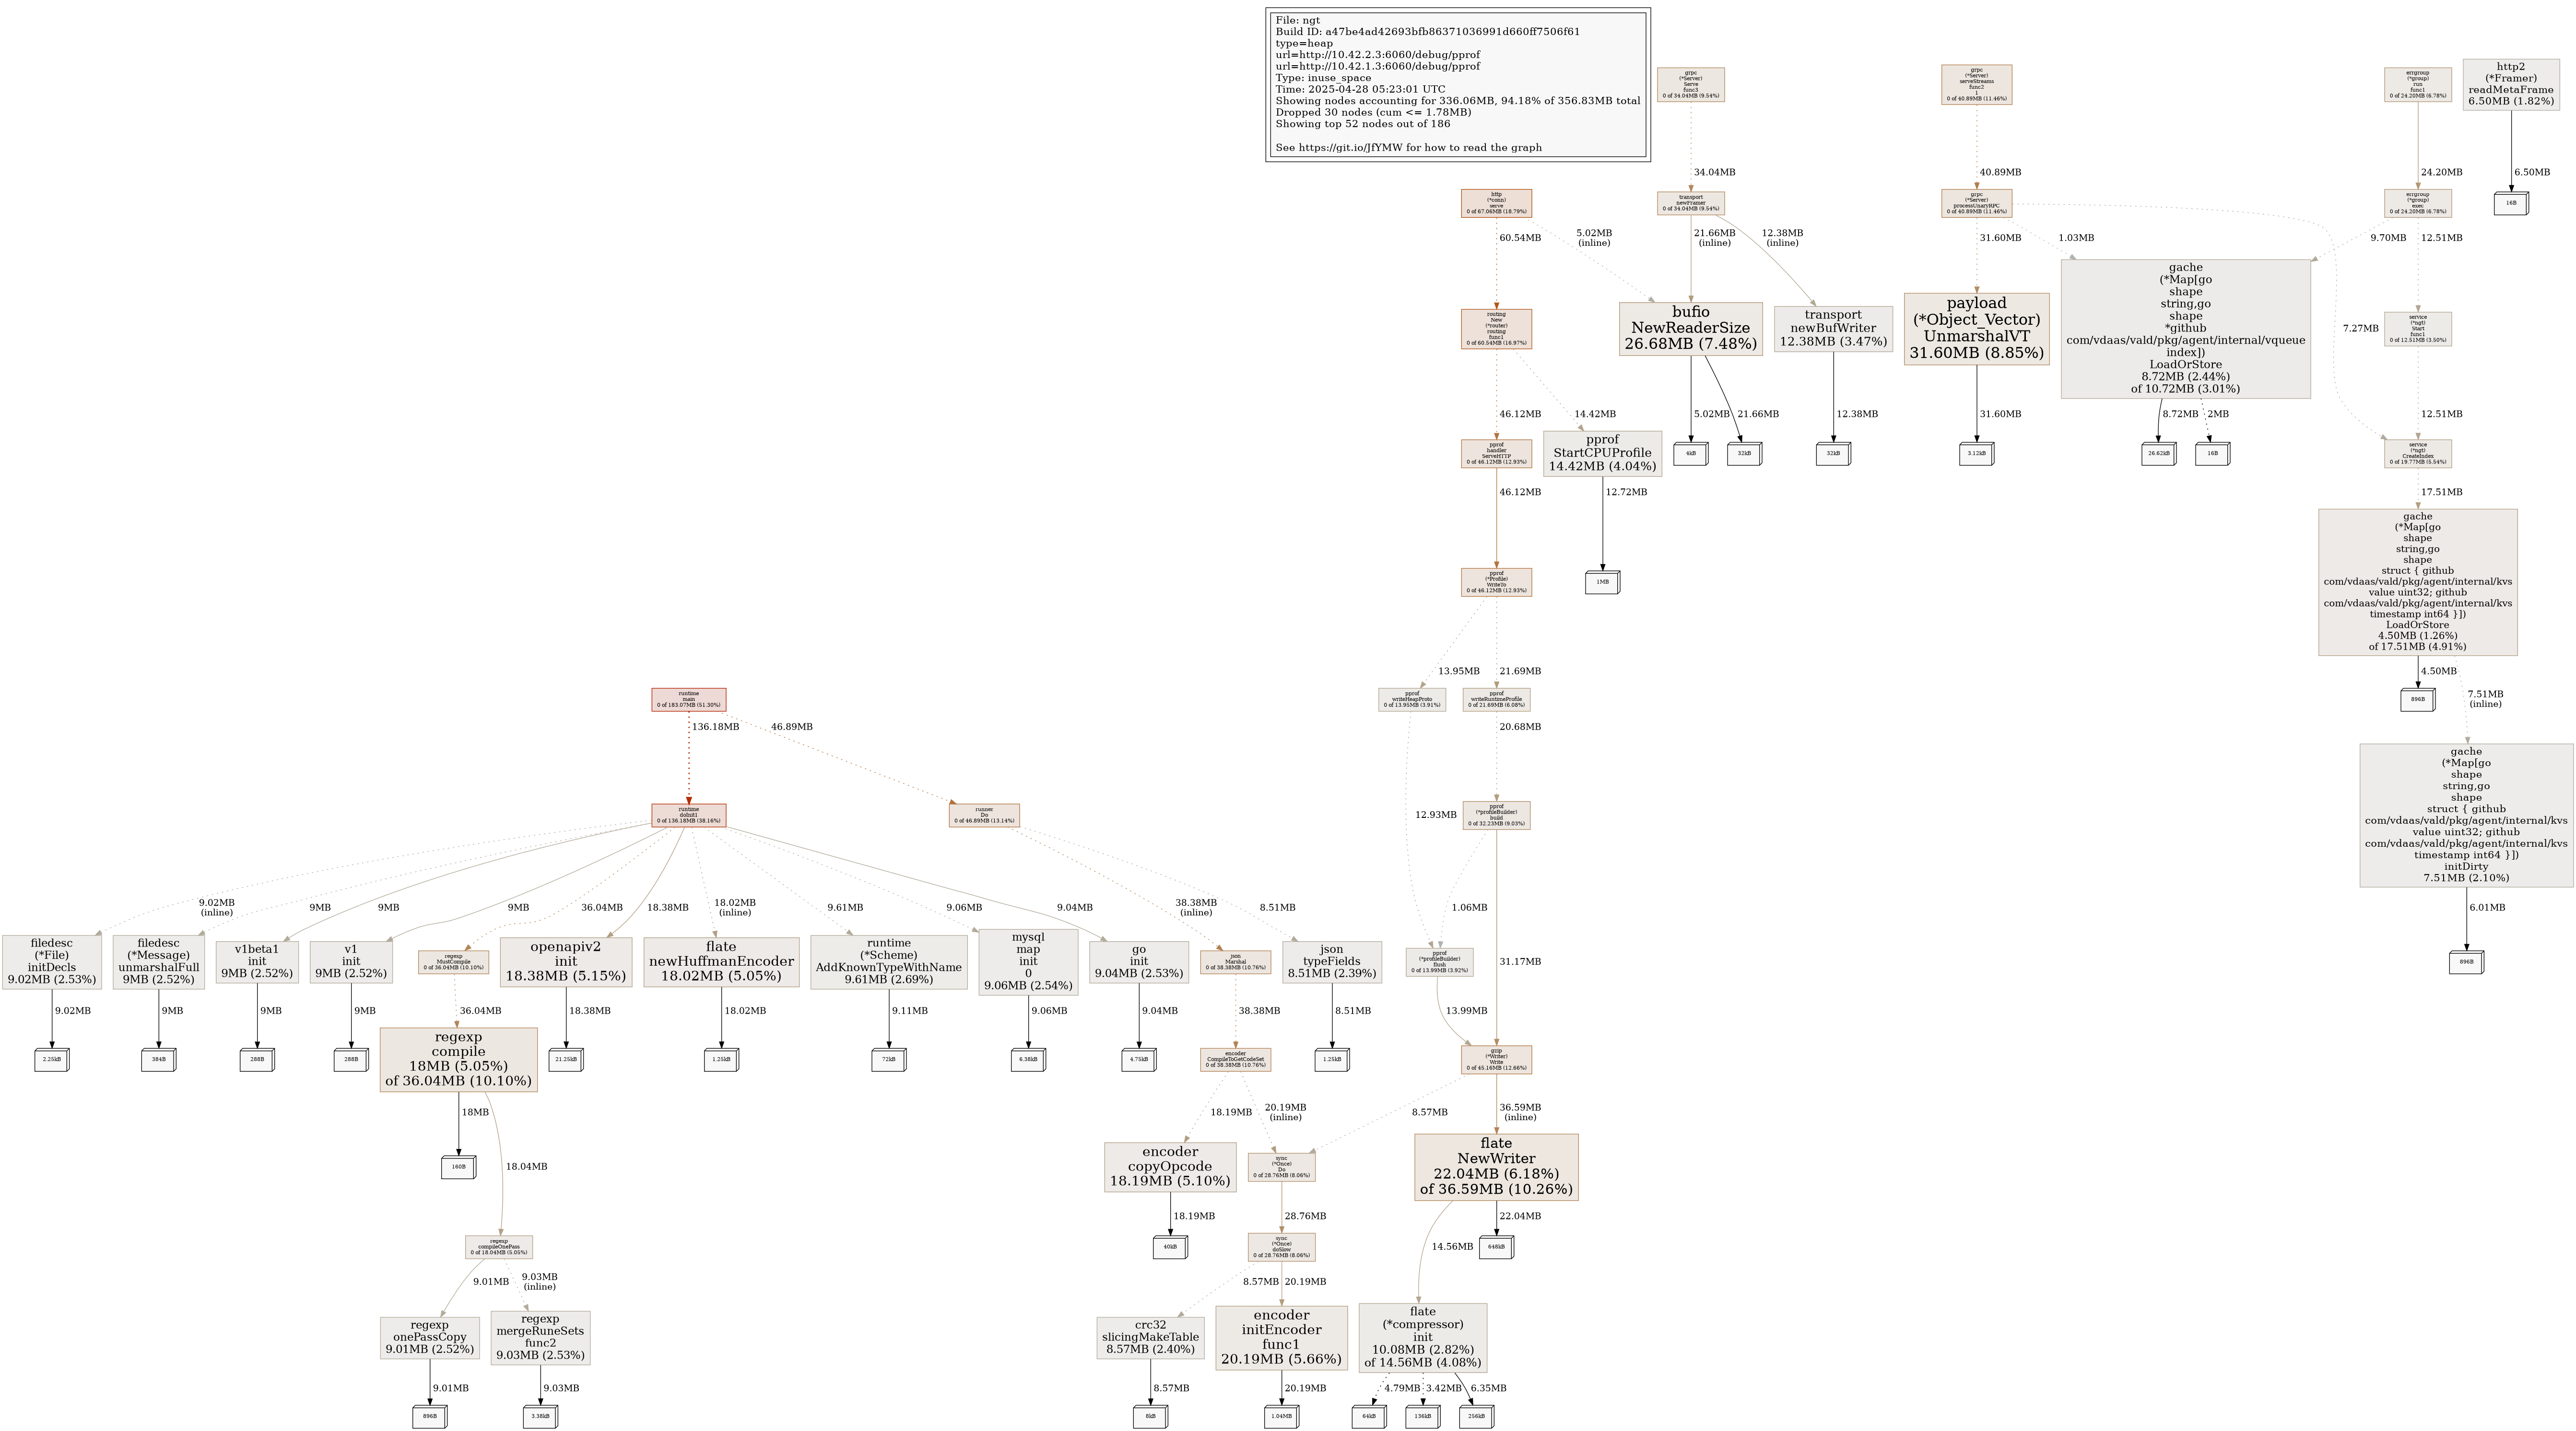 File: ngt
Build ID: a47be4ad42693bfb86371036991d660ff7506f61
type=heap
url=http://10.42.2.3:6060/debug/pprof
url=http://10.42.1.3:6060/debug/pprof
Type: inuse_space
Time: 2025-04-28 05:23:01 UTC
Showing nodes accounting for 336.06MB, 94.18% of 356.83MB total
Dropped 30 nodes (cum <= 1.78MB)
Showing top 52 nodes out of 186
See https://git.io/JfYMW for how to read the graph
grpc
(*Server)
Serve
func3
0 of 34.04MB (9.54%)
grpc
(*Server)
serveStreams
func2
1
0 of 40.89MB (11.46%)
errgroup
(*group)
run
func1
0 of 24.20MB (6.78%)
http2
(*Framer)
readMetaFrame
6.50MB (1.82%)
34.04MB
40.89MB
24.20MB
6.50MB
http
(*conn)
serve
0 of 67.06MB (18.79%)
transport
newFramer
0 of 34.04MB (9.54%)
grpc
(*Server)
processUnaryRPC
0 of 40.89MB (11.46%)
errgroup
(*group)
exec
0 of 24.20MB (6.78%)
16B
60.54MB
5.02MB
(inline)
21.66MB
(inline)
12.38MB
(inline)
31.60MB
1.03MB
9.70MB
12.51MB
routing
New
(*router)
routing
func1
0 of 60.54MB (16.97%)
bufio
NewReaderSize
26.68MB (7.48%)
transport
newBufWriter
12.38MB (3.47%)
payload
(*Object_Vector)
UnmarshalVT
31.60MB (8.85%)
gache
(*Map[go
shape
string,go
shape
*github
com/vdaas/vald/pkg/agent/internal/vqueue
index])
LoadOrStore
8.72MB (2.44%)
of 10.72MB (3.01%)
7.27MB
service
(*ngt)
Start
func1
0 of 12.51MB (3.50%)
46.12MB
14.42MB
5.02MB
21.66MB
12.38MB
31.60MB
8.72MB
2MB
12.51MB
pprof
handler
ServeHTTP
0 of 46.12MB (12.93%)
pprof
StartCPUProfile
14.42MB (4.04%)
4kB
32kB
32kB
3.12kB
26.62kB
16B
service
(*ngt)
CreateIndex
0 of 19.77MB (5.54%)
46.12MB
12.72MB
17.51MB
pprof
(*Profile)
WriteTo
0 of 46.12MB (12.93%)
1MB
gache
(*Map[go
shape
string,go
shape
struct { github
com/vdaas/vald/pkg/agent/internal/kvs
value uint32; github
com/vdaas/vald/pkg/agent/internal/kvs
timestamp int64 }])
LoadOrStore
4.50MB (1.26%)
of 17.51MB (4.91%)
13.95MB
21.69MB
4.50MB
7.51MB
(inline)
runtime
main
0 of 183.07MB (51.30%)
pprof
writeHeapProto
0 of 13.95MB (3.91%)
pprof
writeRuntimeProfile
0 of 21.69MB (6.08%)
896B
136.18MB
46.89MB
20.68MB
gache
(*Map[go
shape
string,go
shape
struct { github
com/vdaas/vald/pkg/agent/internal/kvs
value uint32; github
com/vdaas/vald/pkg/agent/internal/kvs
timestamp int64 }])
initDirty
7.51MB (2.10%)
runtime
doInit1
0 of 136.18MB (38.16%)
runner
Do
0 of 46.89MB (13.14%)
12.93MB
pprof
(*profileBuilder)
build
0 of 32.23MB (9.03%)
9.02MB
(inline)
9MB
9MB
9MB
36.04MB
18.38MB
18.02MB
(inline)
9.61MB
9.06MB
9.04MB
38.38MB
(inline)
8.51MB
1.06MB
31.17MB
6.01MB
filedesc
(*File)
initDecls
9.02MB (2.53%)
filedesc
(*Message)
unmarshalFull
9MB (2.52%)
v1beta1
init
9MB (2.52%)
v1
init
9MB (2.52%)
regexp
MustCompile
0 of 36.04MB (10.10%)
openapiv2
init
18.38MB (5.15%)
flate
newHuffmanEncoder
18.02MB (5.05%)
runtime
(*Scheme)
AddKnownTypeWithName
9.61MB (2.69%)
mysql
map
init
0
9.06MB (2.54%)
go
init
9.04MB (2.53%)
json
Marshal
0 of 38.38MB (10.76%)
json
typeFields
8.51MB (2.39%)
pprof
(*profileBuilder)
flush
0 of 13.99MB (3.92%)
896B
9.02MB
9MB
9MB
9MB
36.04MB
18.38MB
18.02MB
9.11MB
9.06MB
9.04MB
38.38MB
8.51MB
13.99MB
2.25kB
384B
288B
288B
regexp
compile
18MB (5.05%)
of 36.04MB (10.10%)
21.25kB
1.25kB
72kB
6.38kB
4.75kB
encoder
CompileToGetCodeSet
0 of 38.38MB (10.76%)
1.25kB
gzip
(*Writer)
Write
0 of 45.16MB (12.66%)
18MB
18.04MB
18.19MB
20.19MB
(inline)
8.57MB
36.59MB
(inline)
160B
encoder
copyOpcode
18.19MB (5.10%)
sync
(*Once)
Do
0 of 28.76MB (8.06%)
flate
NewWriter
22.04MB (6.18%)
of 36.59MB (10.26%)
18.19MB
28.76MB
14.56MB
22.04MB
regexp
compileOnePass
0 of 18.04MB (5.05%)
40kB
sync
(*Once)
doSlow
0 of 28.76MB (8.06%)
648kB
9.01MB
9.03MB
(inline)
8.57MB
20.19MB
regexp
onePassCopy
9.01MB (2.52%)
regexp
mergeRuneSets
func2
9.03MB (2.53%)
crc32
slicingMakeTable
8.57MB (2.40%)
encoder
initEncoder
func1
20.19MB (5.66%)
flate
(*compressor)
init
10.08MB (2.82%)
of 14.56MB (4.08%)
9.01MB
9.03MB
8.57MB
20.19MB
4.79MB
3.42MB
6.35MB
896B
3.38kB
8kB
1.04MB
64kB
136kB
256kB